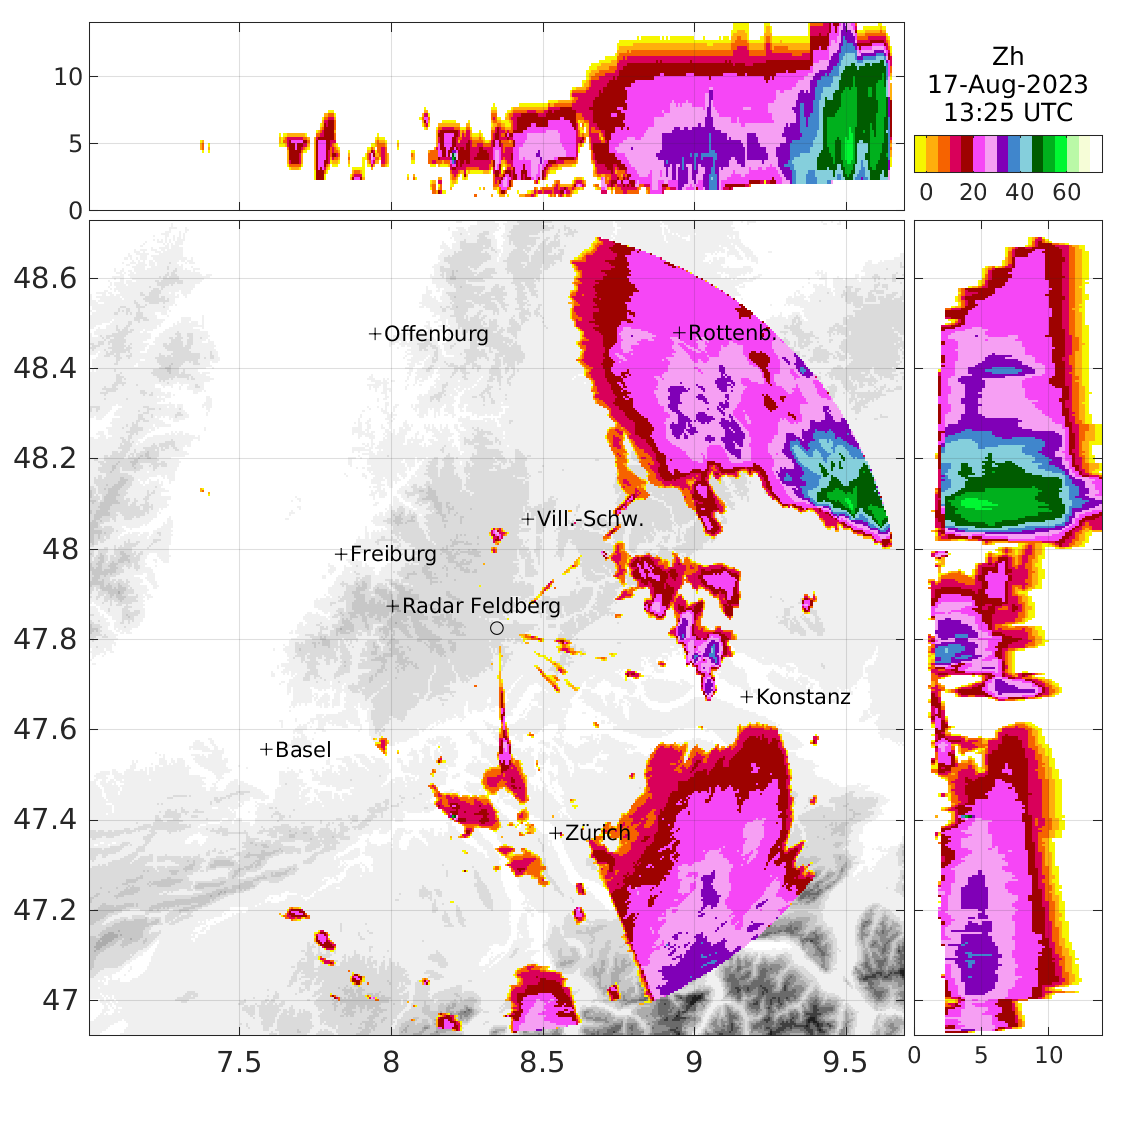 10
5
0
Zh
17-Aug-2023
13:25 UTC
0 20 40 60
48.6
48.4
48.2
48
47.8
47.6
47.4
47.2
47
+Offenburg
+Rottenb.
+Vill.-Schw.
+Freiburg
+Radar Feldberg
+Konstanz
+Basel
+Zürich
7.5 8 8.5 9 9.5
0 5 10